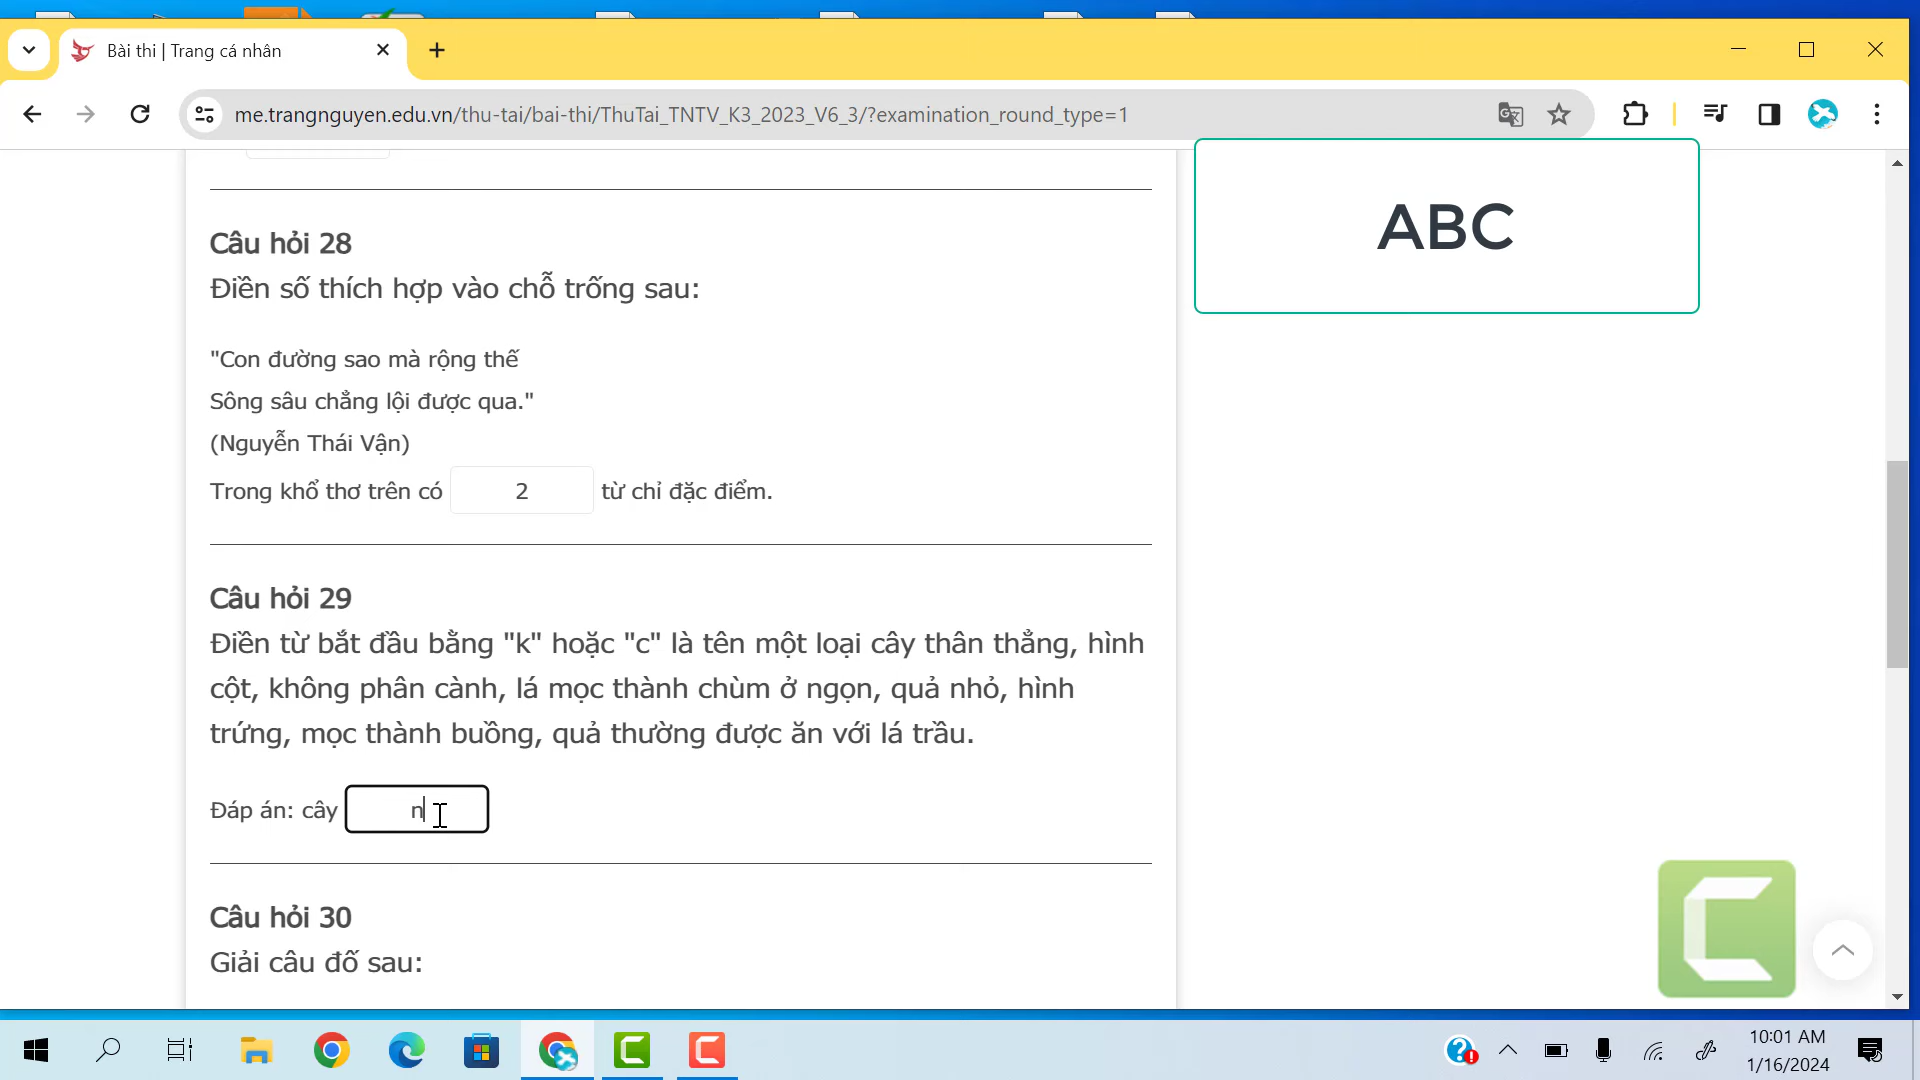 Bài thi | Trang cá nhân
me.trangnguyen.edu.vn/thu-tai/bai-thi/ThuTai_TNTV_K3_2023_V6_3/?examination_round_type=1
ABC
Câu hỏi 28
Điền số thích hợp vào chỗ trống sau:
"Con đường sao mà rộng thế
Sông sâu chẳng lội được qua."
(Nguyễn Thái Vận)
Trong khổ thơ trên có 2 từ chỉ đặc điểm.
Câu hỏi 29
Điền từ bắt đầu bằng "k" hoặc "c" là tên một loại cây thân thẳng, hình
cột, không phân cành, lá mọc thành chùm ở ngọn, quả nhỏ, hình
trứng, mọc thành buồng, quả thường được ăn với lá trầu.
Đáp án: cây n
Câu hỏi 30
Giải câu đố sau:
10:01 AM
1/16/2024